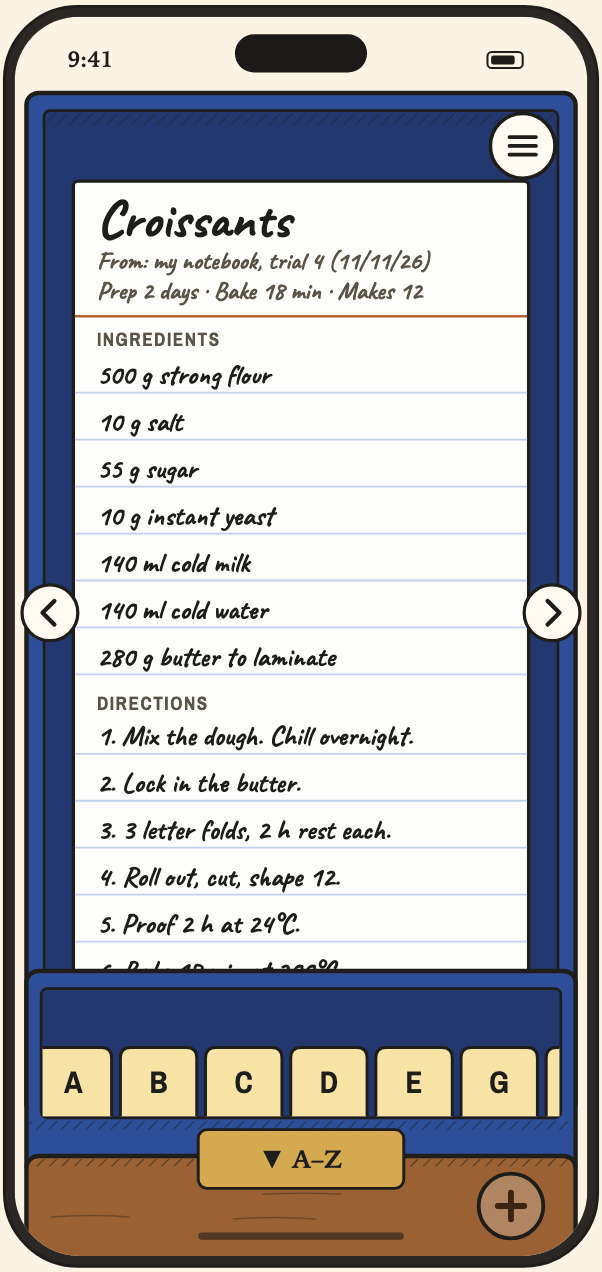 9:41
Croissants
From: my notebook, trial 4 (11/11/26)
Prep 2 days · Bake 18 min · Makes 12
INGREDIENTS
500 g strong flour
10 g salt
55 g sugar
10 g instant yeast
140 ml cold milk
140 ml cold water
280 g butter to laminate
DIRECTIONS
1. Mix the dough. Chill overnight.
2. Lock in the butter.
3. 3 letter folds, 2 h rest each.
4. Roll out, cut, shape 12.
5. Proof 2 h at 24°C.
A B C D E G
▼ A–Z